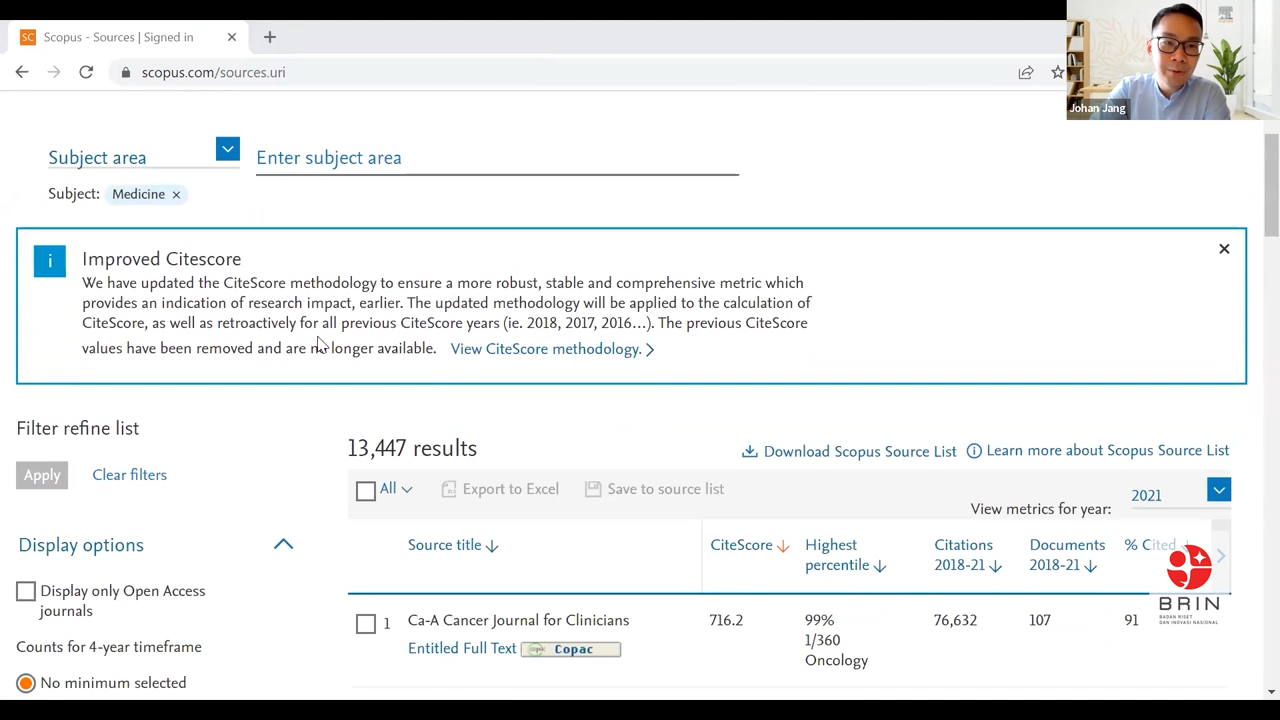 SC Scopus - Sources | Signed in
scopus.com/sources.uri
Johan Jang
Subject area
Enter subject area
Subject: Medicine
i
Improved Citescore
We have updated the CiteScore methodology to ensure a more robust, stable and comprehensive metric which
provides an indication of research impact, earlier. The updated methodology will be applied to the calculation of
CiteScore, as well as retroactively for all previous CiteScore years (ie. 2018, 2017, 2016...). The previous CiteScore
values have been removed and are no longer available. View CiteScore methodology.
Filter refine list
Apply
Clear filters
Display options
Display only Open Access
journals
Counts for 4-year timeframe
No minimum selected
13,447 results
Download Scopus Source List
Learn more about Scopus Source List
All
Export to Excel
Save to source list
View metrics for year:
2021
Source title
CiteScore
Highest
percentile
Citations
2018-21
Documents
2018-21
% Cited
1
Ca-A Cancer Journal for Clinicians
Entitled Full Text
Copac
716.2
99%
1/360
Oncology
76,632
107
91
BRIN
BADAN RISET
DAN INOVASI NASIONAL